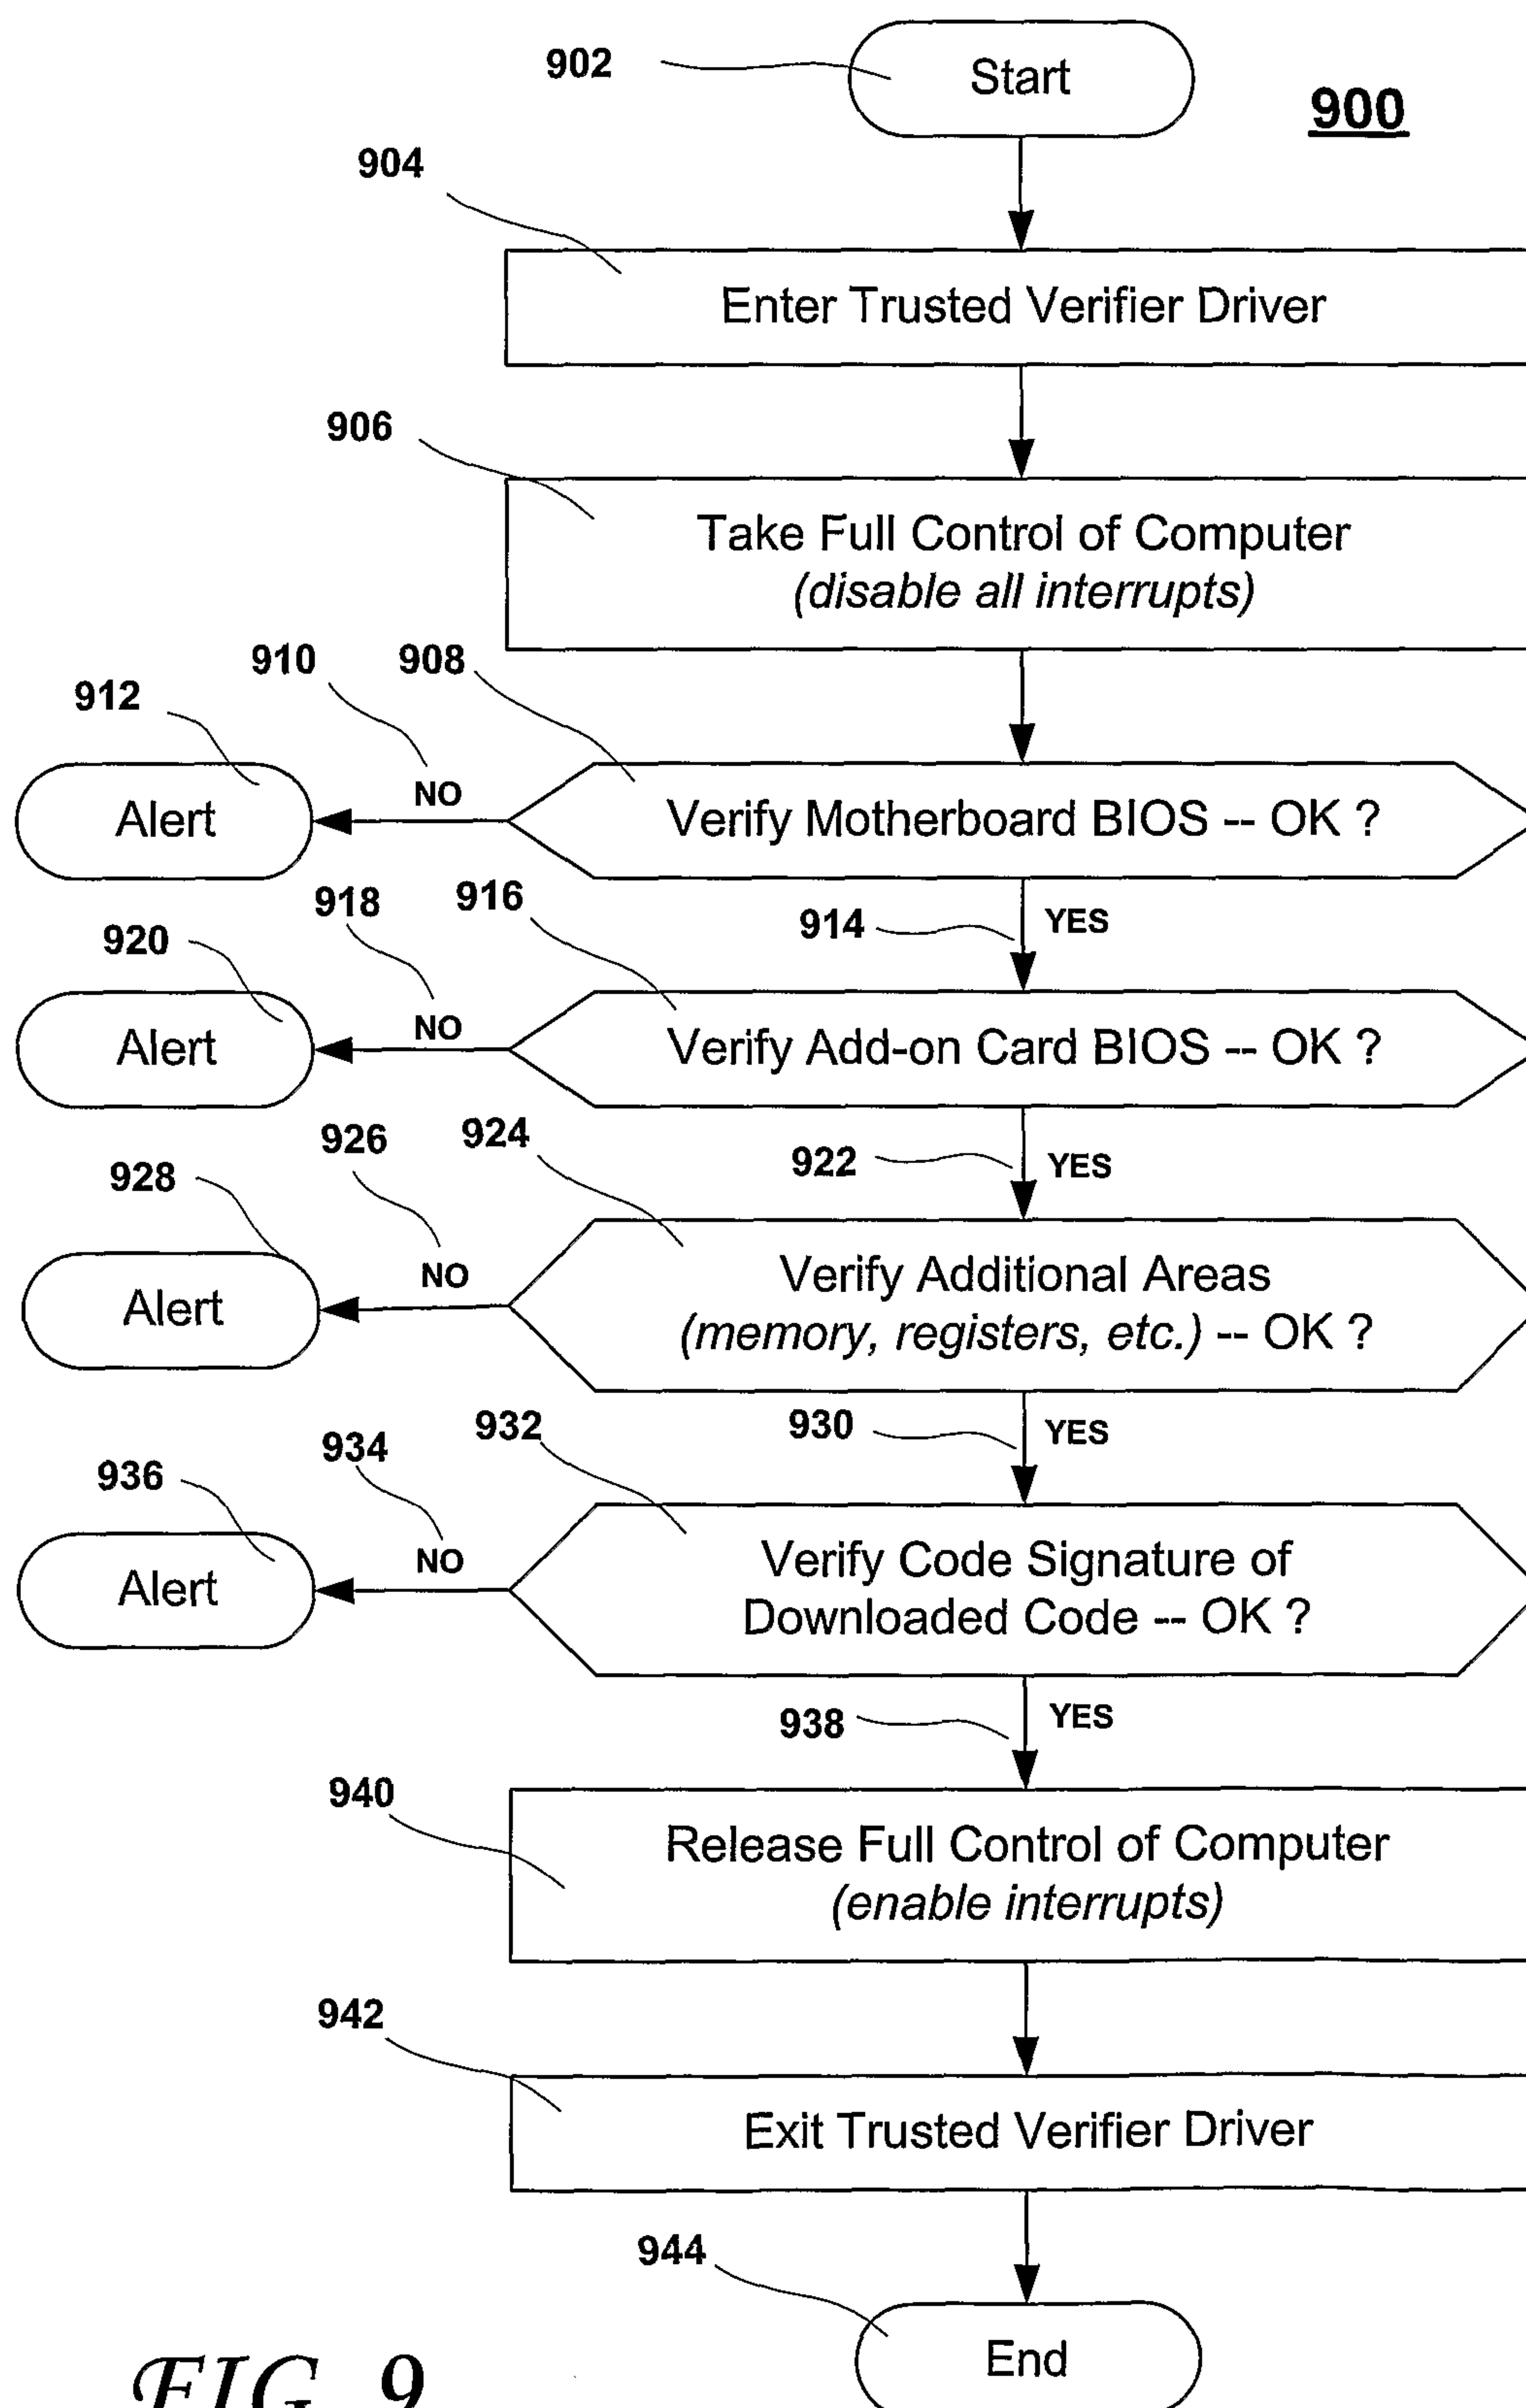 902
Start
900
904
Enter Trusted Verifier Driver
906
Take Full Control of Computer
(disable all interrupts)
910
908
912
Alert
NO
Verify Motherboard BIOS -- OK ?
914
YES
918
916
920
Alert
NO
Verify Add-on Card BIOS -- OK ?
922
YES
926
924
928
Alert
NO
Verify Additional Areas
(memory, registers, etc.) -- OK ?
930
YES
934
932
936
Alert
NO
Verify Code Signature of
Downloaded Code -- OK ?
938
YES
940
Release Full Control of Computer
(enable interrupts)
942
Exit Trusted Verifier Driver
944
End
FIG. 9